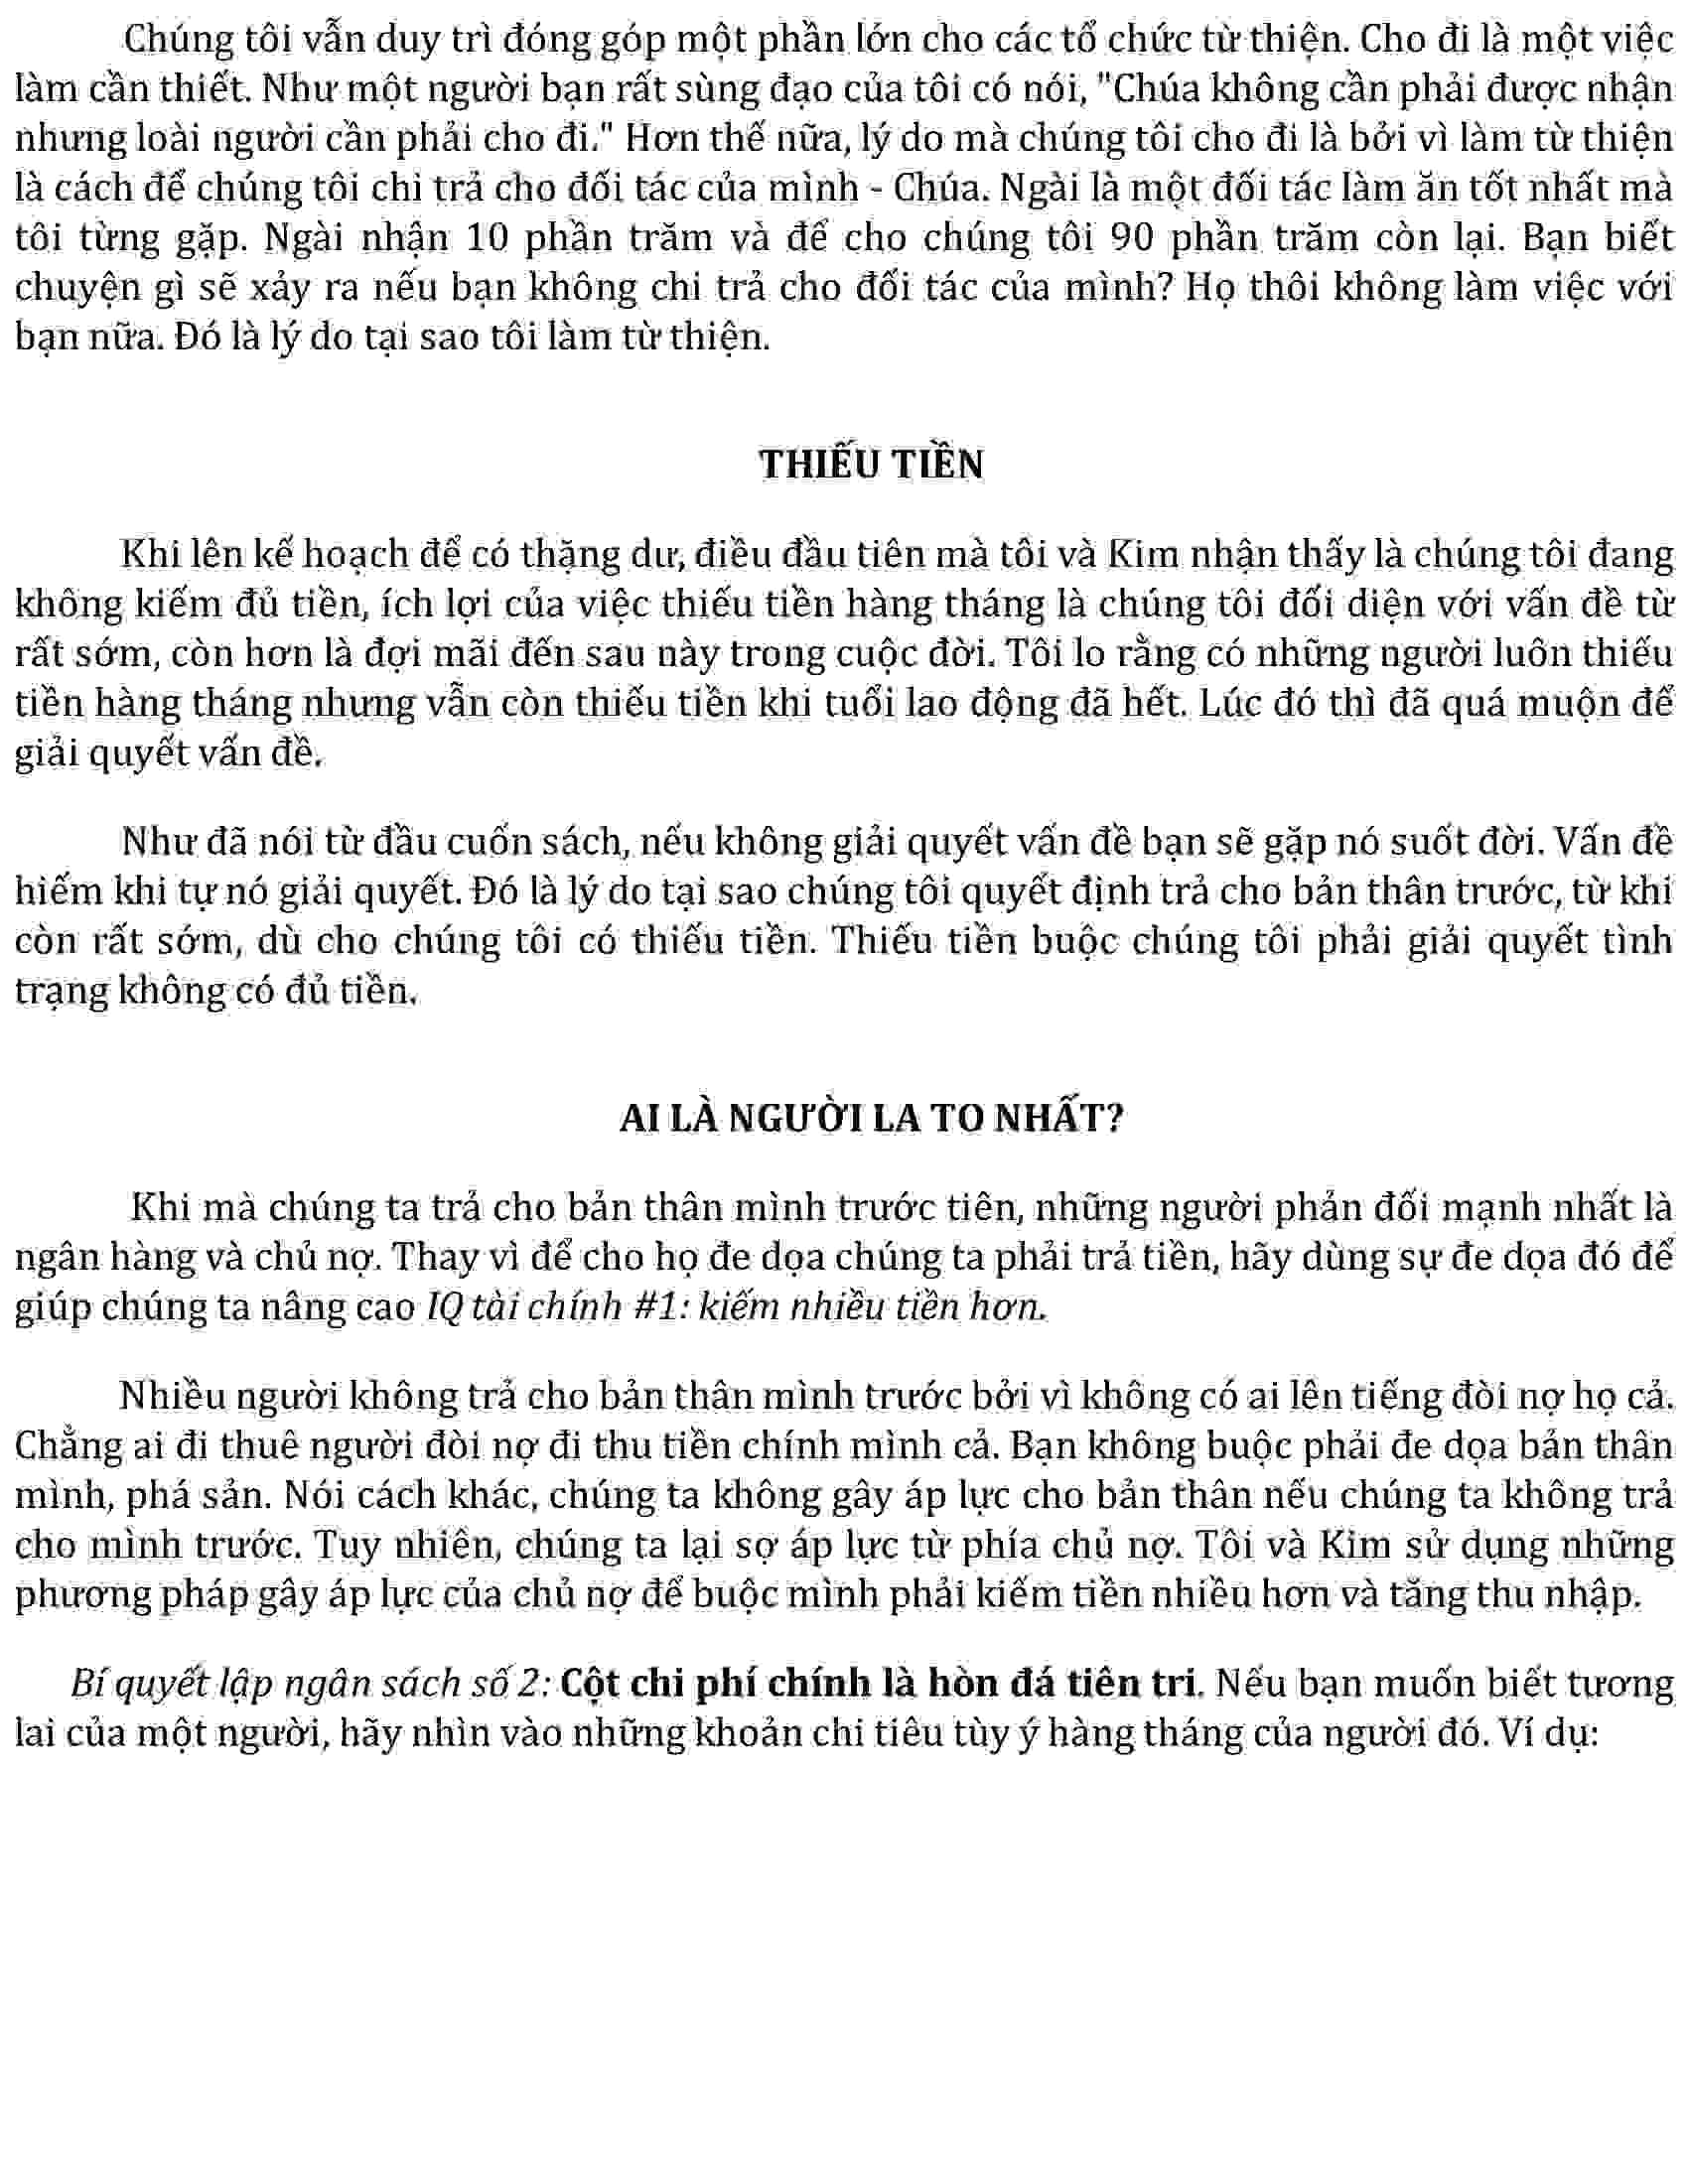 Chúng tôi vẫn duy trì đóng góp một phần lớn cho các tổ chức từ thiện. Cho đi là một việc
làm cần thiết. Như một người bạn rất sùng đạo của tôi có nói, "Chúa không cần phải được nhận
nhưng loài người cần phải cho đi." Hơn thế nữa, lý do mà chúng tôi cho đi là bởi vì làm từ thiện
là cách để chúng tôi chi trả cho đối tác của mình - Chúa. Ngài là một đối tác làm ăn tốt nhất mà
tôi từng gặp. Ngài nhận 10 phần trăm và để cho chúng tôi 90 phần trăm còn lại. Bạn biết
chuyện gì sẽ xảy ra nếu bạn không chi trả cho đối tác của mình? Họ thôi không làm việc với
bạn nữa. Đó là lý do tại sao tôi làm từ thiện.
THIẾU TIỀN
Khi lên kế hoạch để có thặng dư, điều đầu tiên mà tôi và Kim nhận thấy là chúng tôi đang
không kiếm đủ tiền, ích lợi của việc thiếu tiền hàng tháng là chúng tôi đối diện với vấn đề từ
rất sớm, còn hơn là đợi mãi đến sau này trong cuộc đời. Tôi lo rằng có những người luôn thiếu
tiền hàng tháng nhưng vẫn còn thiếu tiền khi tuổi lao động đã hết. Lúc đó thì đã quá muộn để
giải quyết vấn đề.
Như đã nói từ đầu cuốn sách, nếu không giải quyết vấn đề bạn sẽ gặp nó suốt đời. Vấn đề
hiếm khi tự nó giải quyết. Đó là lý do tại sao chúng tôi quyết định trả cho bản thân trước, từ khi
còn rất sớm, dù cho chúng tôi có thiếu tiền. Thiếu tiền buộc chúng tôi phải giải quyết tình
trạng không có đủ tiền.
AI LÀ NGƯỜI LA TO NHẤT?
Khi mà chúng ta trả cho bản thân mình trước tiên, những người phản đối mạnh nhất là
ngân hàng và chủ nợ. Thay vì để cho họ đe dọa chúng ta phải trả tiền, hãy dùng sự đe dọa đó để
giúp chúng ta nâng cao IQ tài chính #1: kiếm nhiều tiền hơn.
Nhiều người không trả cho bản thân mình trước bởi vì không có ai lên tiếng đòi nợ họ cả.
Chẳng ai đi thuê người đòi nợ đi thu tiền chính mình cả. Bạn không buộc phải đe dọa bản thân
mình, phá sản. Nói cách khác, chúng ta không gây áp lực cho bản thân nếu chúng ta không trả
cho mình trước. Tuy nhiên, chúng ta lại sợ áp lực từ phía chủ nợ. Tôi và Kim sử dụng những
phương pháp gây áp lực của chủ nợ để buộc mình phải kiếm tiền nhiều hơn và tăng thu nhập.
Bí quyết lập ngân sách số 2: Cột chi phí chính là hòn đá tiên tri. Nếu bạn muốn biết tương
lai của một người, hãy nhìn vào những khoản chi tiêu tùy ý hàng tháng của người đó. Ví dụ: